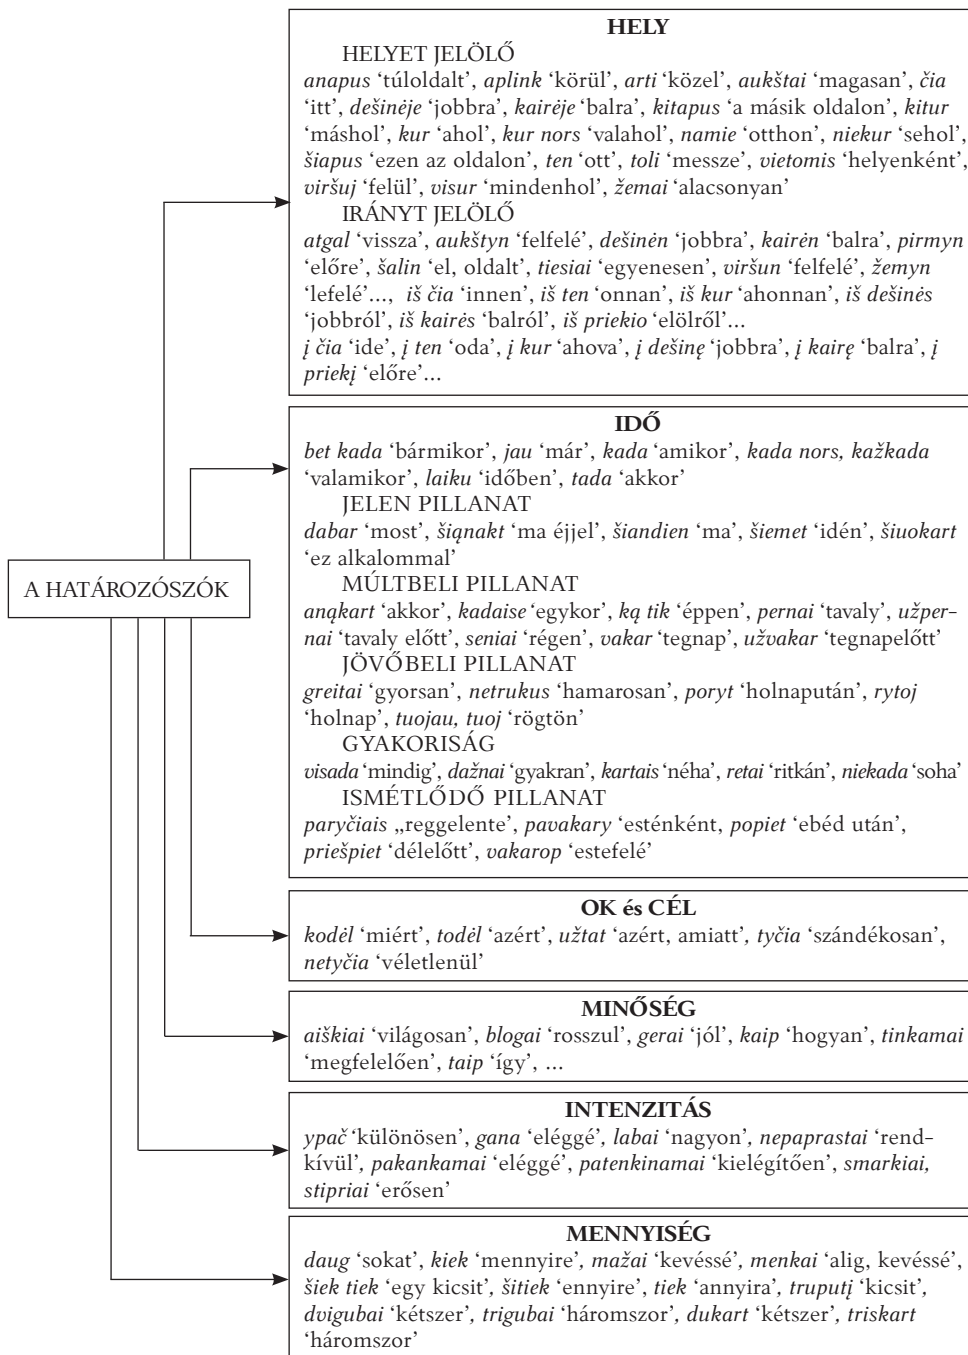 HELY
HELYET JELÖLŐ
anapus ‘túloldalt’, aplink ‘körül’, arti ‘közel’, aukštai ‘magasan’, čia
‘itt’, dešinėje ‘jobbra’, kairėje ‘balra’, kitapus ‘a másik oldalon’, kitur
‘máshol’, kur ‘ahol’, kur nors ‘valahol’, namie ‘otthon’, niekur ‘sehol’,
šiapus ‘ezen az oldalon’, ten ‘ott’, toli ‘messze’, vietomis ‘helyenként’,
viršuj ‘felül’, visur ‘mindenhol’, žemai ‘alacsonyan’
IRÁNYT JELÖLŐ
atgal ‘vissza’, aukštyn ‘felfelé’, dešinėn ‘jobbra’, kairėn ‘balra’, pirmyn
‘előre’, šalin ‘el, oldalt’, tiesiai ‘egyenesen’, viršun ‘felfelé’, žemyn
‘lefelé’..., iš čia ‘innen’, iš ten ‘onnan’, iš kur ‘ahonnan’, iš dešinės
‘jobbról’, iš kairės ‘balról’, iš priekio ‘elölről’...
į čia ‘ide’, į ten ‘oda’, į kur ‘ahova’, į dešinę ‘jobbra’, į kairę ‘balra’, į
priekį ‘előre’...
IDŐ
bet kada ‘bármikor’, jau ‘már’, kada ‘amikor’, kada nors, kažkada
‘valamikor’, laiku ‘időben’, tada ‘akkor’
JELEN PILLANAT
dabar ‘most’, šiąnakt ‘ma éjjel’, šiandien ‘ma’, šiemet ‘idén’, šiuokart
‘ez alkalommal’
A HATÁROZÓSZÓK
MÚLTBELI PILLANAT
anąkart ‘akkor’, kadaise ‘egykor’, ką tik ‘éppen’, pernai ‘tavaly’, užper-
nai ‘tavaly előtt’, seniai ‘régen’, vakar ‘tegnap’, užvakar ‘tegnapelőtt’
JÖVŐBELI PILLANAT
greitai ‘gyorsan’, netrukus ‘hamarosan’, poryt ‘holnapután’, rytoj
‘holnap’, tuojau, tuoj ‘rögtön’
GYAKORISÁG
visada ‘mindig’, dažnai ‘gyakran’, kartais ‘néha’, retai ‘ritkán’, niekada ‘soha’
ISMÉTLŐDŐ PILLANAT
paryčiais „reggelente’, pavakary ‘esténként, popiet ‘ebéd után’,
priešpiet ‘délelőtt’, vakarop ‘estefelé’
OK és CÉL
kodėl ‘miért’, todėl ‘azért’, užtat ‘azért, amiatt’, tyčia ‘szándékosan’,
netyčia ‘véletlenül’
MINŐSÉG
aiškiai ‘világosan’, blogai ‘rosszul’, gerai ‘jól’, kaip ‘hogyan’, tinkamai
‘megfelelően’, taip ‘így’, ...
INTENZITÁS
ypač ‘különösen’, gana ‘eléggé’, labai ‘nagyon’, nepaprastai ‘rend-
kívül’, pakankamai ‘eléggé’, patenkinamai ‘kielégítően’, smarkiai,
stipriai ‘erősen’
MENNYISÉG
daug ‘sokat’, kiek ‘mennyire’, mažai ‘kevéssé’, menkai ‘alig, kevéssé’,
šiek tiek ‘egy kicsit’, šitiek ‘ennyire’, tiek ‘annyira’, truputį ‘kicsit’,
dvigubai ‘kétszer’, trigubai ‘háromszor’, dukart ‘kétszer’, triskart
‘háromszor’